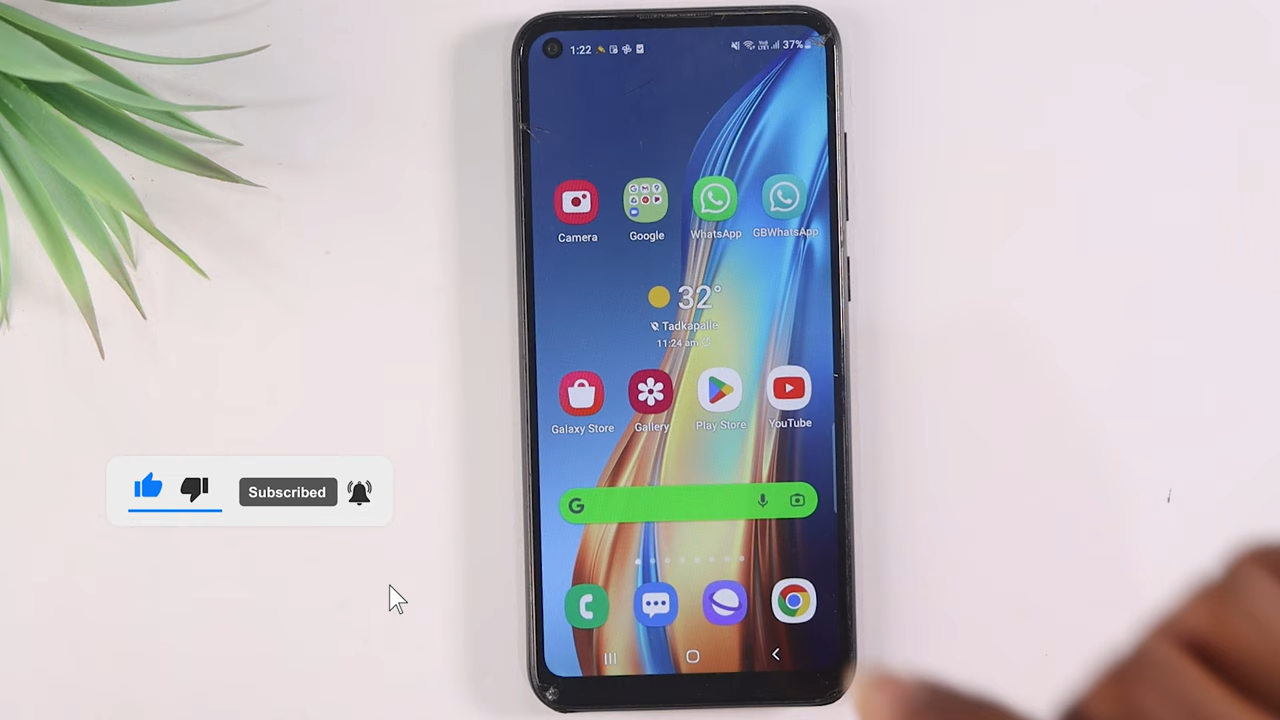 1:22
37%
Camera
Google
WhatsApp
GBWhatsApp
32°
Tadkapalle
11:24 am
Galaxy Store
Gallery
Play Store
YouTube
G
Subscribed